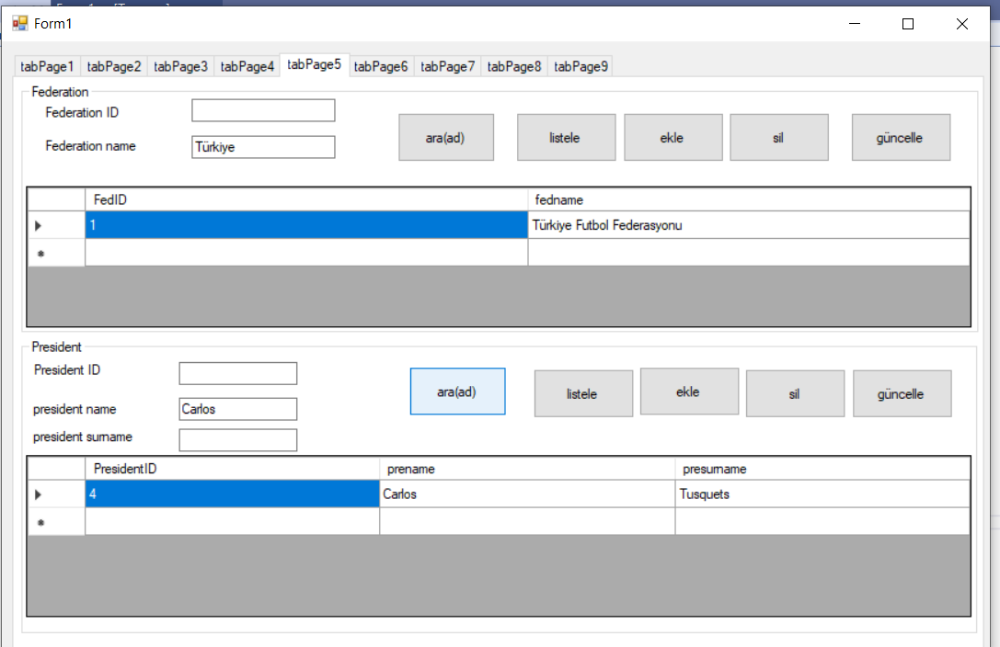 Form1
tabPage1 tabPage2 tabPage3 tabPage4 tabPage5 tabPage6 tabPage7 tabPage8 tabPage9
Federation
Federation ID
Federation name Türkiye
ara(ad) listele ekle sil güncelle
FedID fedname
1 Türkiye Futbol Federasyonu
President
President ID
president name Carlos
president surname
ara(ad) listele ekle sil güncelle
PresidentID prename presurname
4 Carlos Tusquets